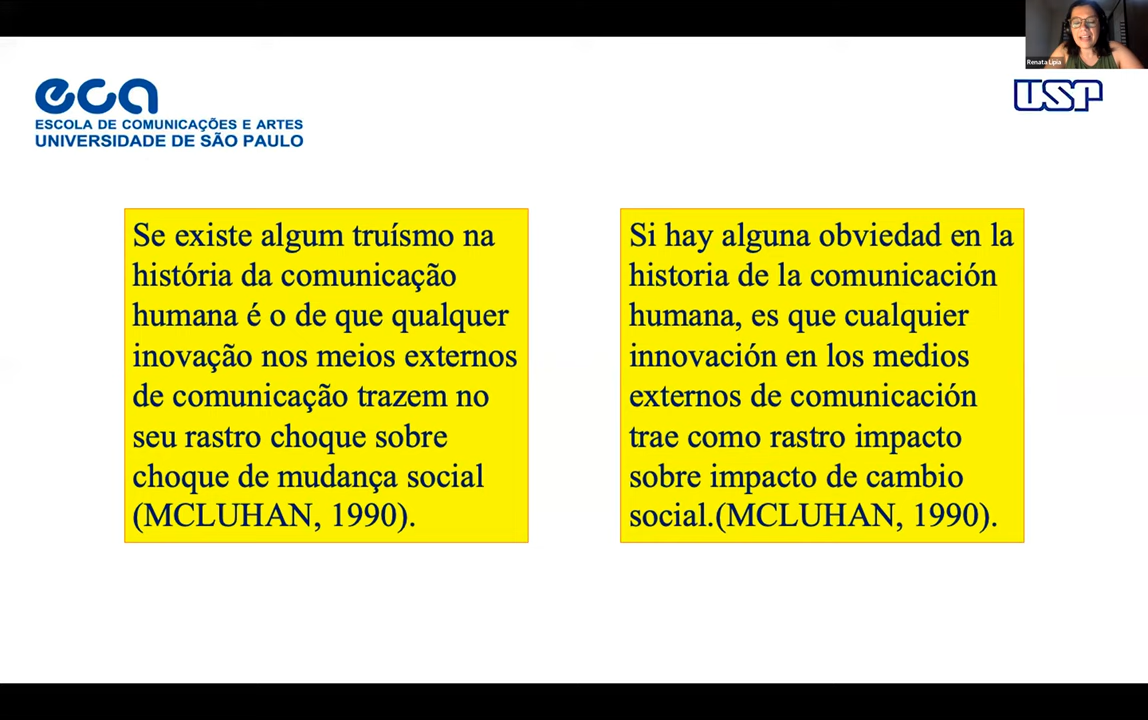 Renata Lipia
eca
ESCOLA DE COMUNICAÇÕES E ARTES
UNIVERSIDADE DE SÃO PAULO
USP
Se existe algum truísmo na
história da comunicação
humana é o de que qualquer
inovação nos meios externos
de comunicação trazem no
seu rastro choque sobre
choque de mudança social
(MCLUHAN, 1990).
Si hay alguna obviedad en la
historia de la comunicación
humana, es que cualquier
innovación en los medios
externos de comunicación
trae como rastro impacto
sobre impacto de cambio
social.(MCLUHAN, 1990).